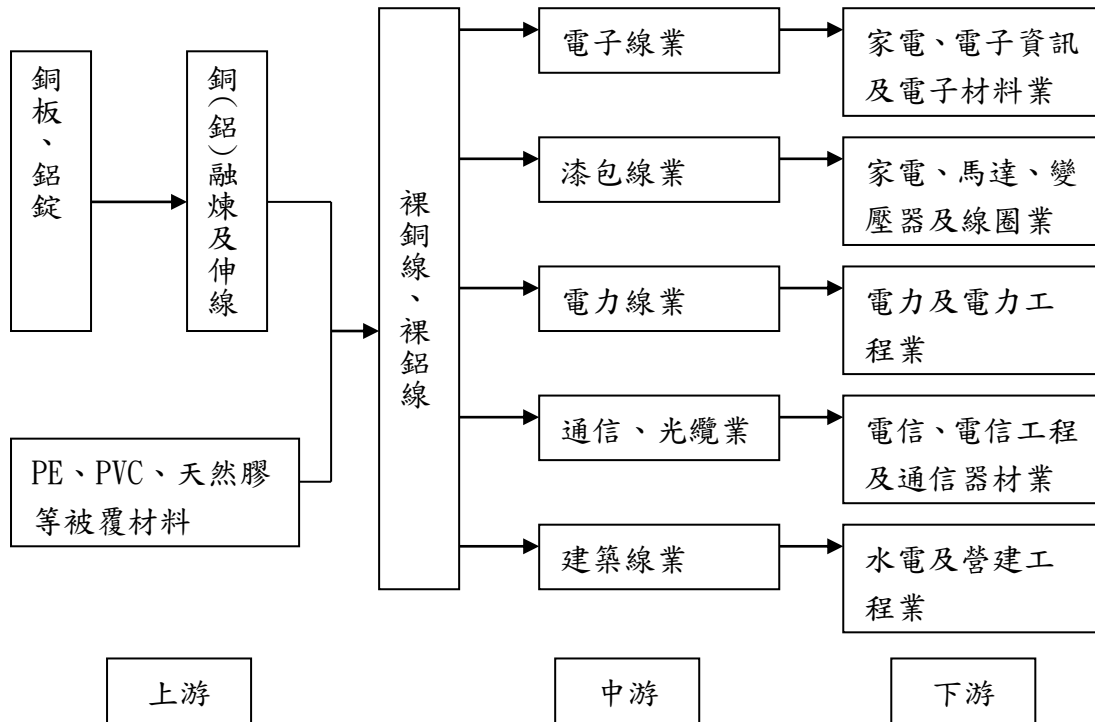 銅板、鋁錠
銅(鋁)融煉及伸線
PE、PVC、天然膠
等被覆材料
裸銅線、裸鋁線
電子線業
家電、電子資訊
及電子材料業
漆包線業
家電、馬達、變
壓器及線圈業
電力線業
電力及電力工
程業
通信、光纜業
電信、電信工程
及通信器材業
建築線業
水電及營建工
程業
上游
中游
下游